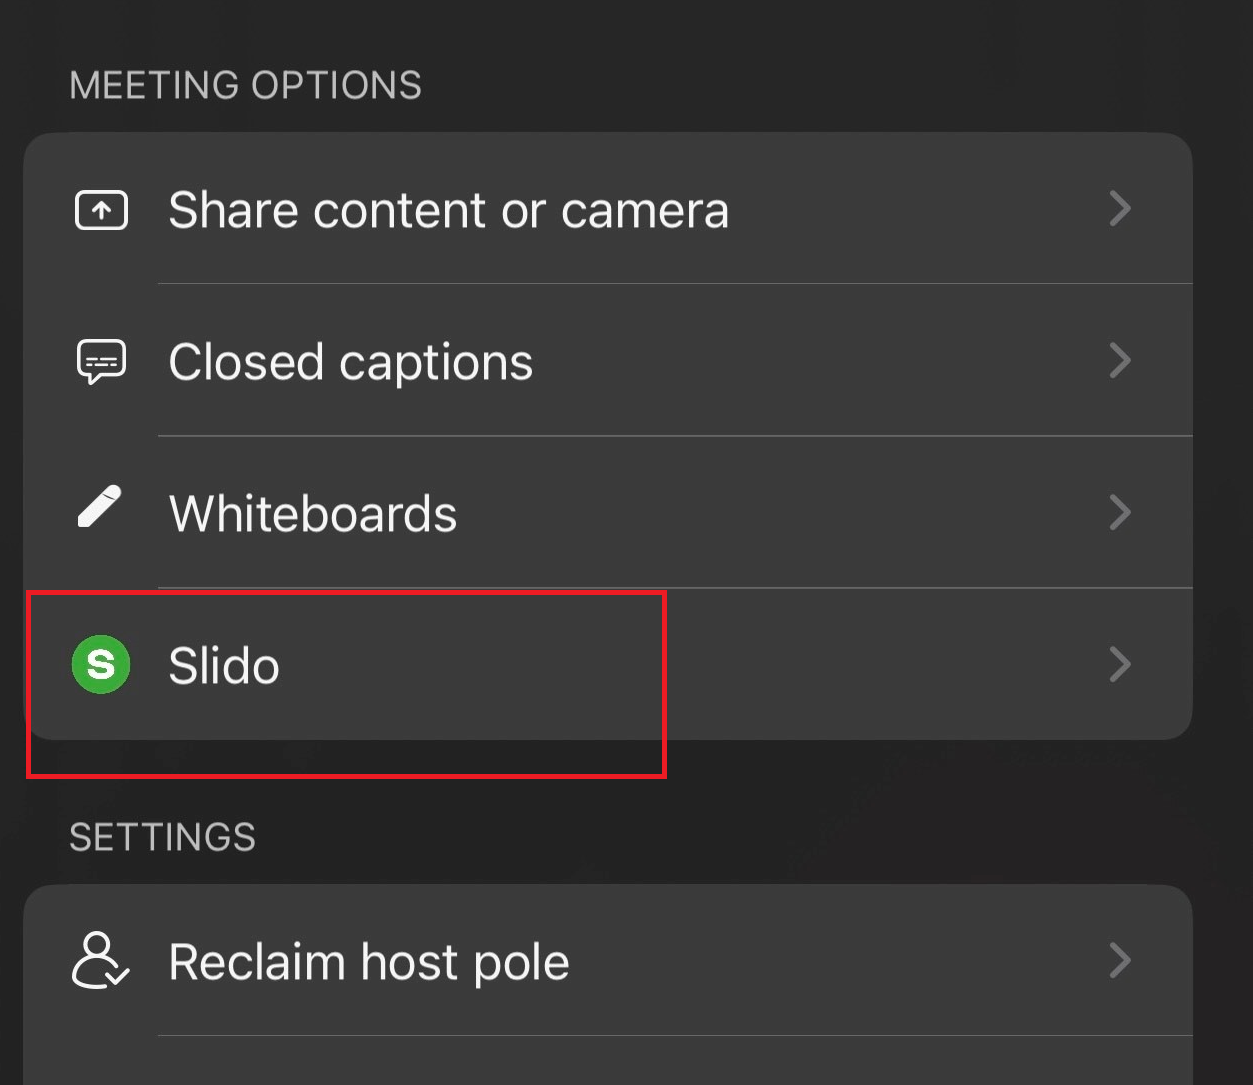 MEETING OPTIONS
Share content or camera
Closed captions
Whiteboards
S Slido
SETTINGS
Reclaim host pole